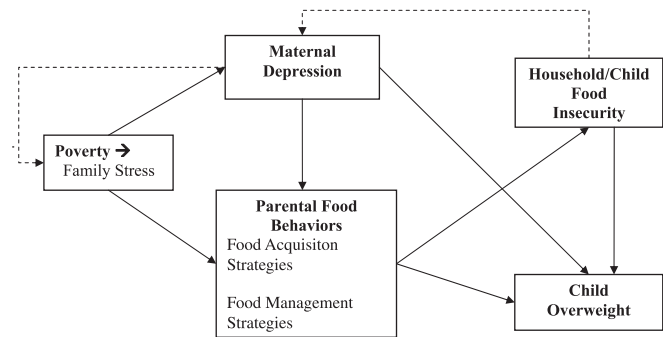 Maternal
Depression
Household/Child
Food
Insecurity
Poverty →
Family Stress
Parental Food
Behaviors
Food Acquisiton
Strategies
Food Management
Strategies
Child
Overweight